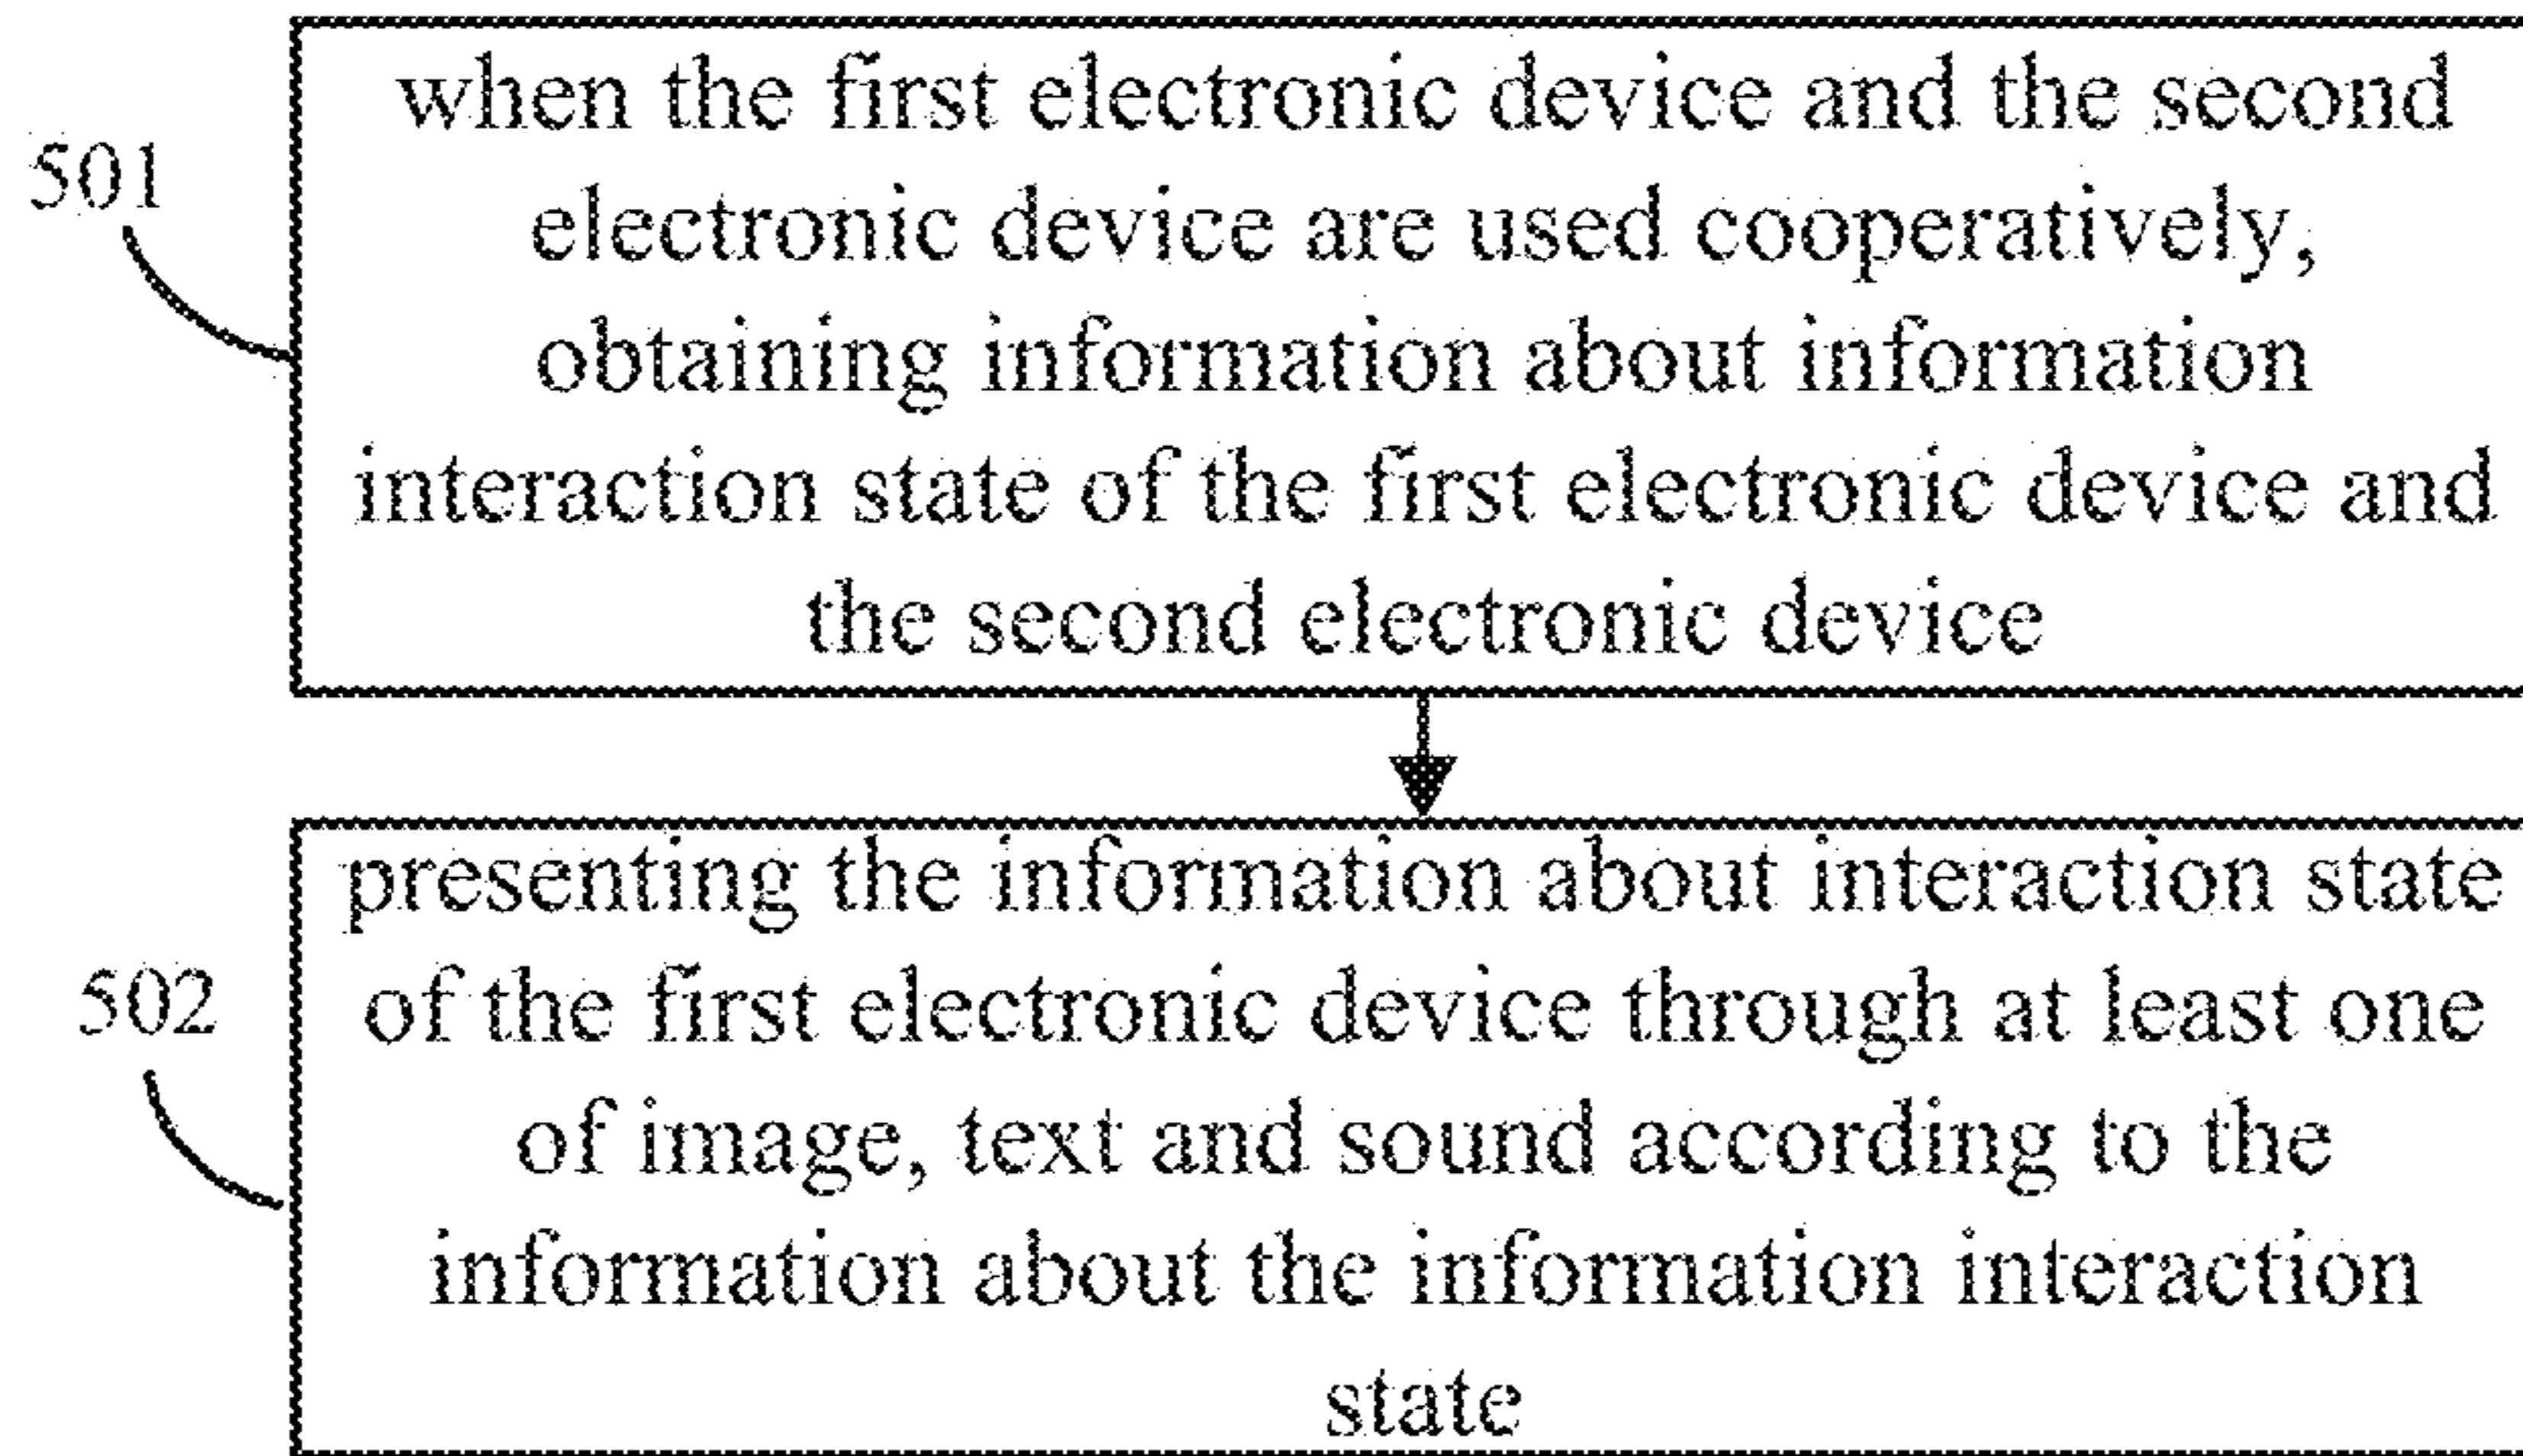 501
when the first electronic device and the second
electronic device are used cooperatively,
obtaining information about information
interaction state of the first electronic device and
the second electronic device
502
presenting the information about interaction state
of the first electronic device through at least one
of image, text and sound according to the
information about the information interaction
state